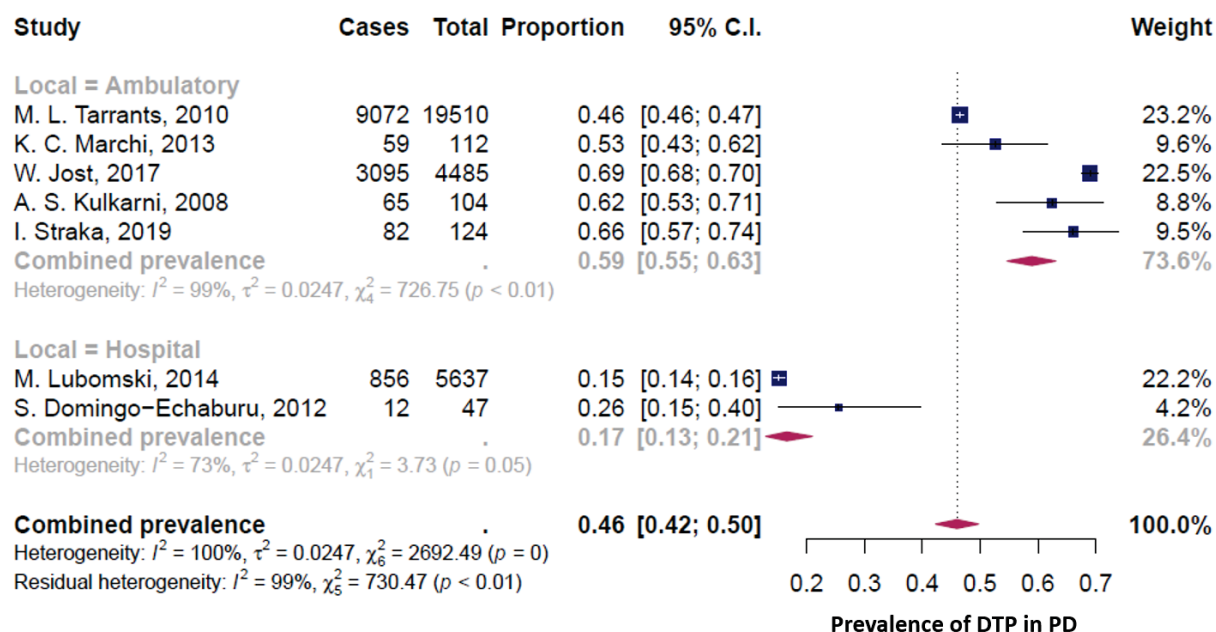 Study Cases Total Proportion 95% C.I. Weight
Local = Ambulatory
M. L. Tarrants, 2010 9072 19510 0.46 [0.46; 0.47] 23.2%
K. C. Marchi, 2013 59 112 0.53 [0.43; 0.62] 9.6%
W. Jost, 2017 3095 4485 0.69 [0.68; 0.70] 22.5%
A. S. Kulkarni, 2008 65 104 0.62 [0.53; 0.71] 8.8%
I. Straka, 2019 82 124 0.66 [0.57; 0.74] 9.5%
Combined prevalence . 0.59 [0.55; 0.63] 73.6%
Heterogeneity: I² = 99%, τ² = 0.0247, χ²₄ = 726.75 (p < 0.01)
Local = Hospital
M. Lubomski, 2014 856 5637 0.15 [0.14; 0.16] 22.2%
S. Domingo−Echaburu, 2012 12 47 0.26 [0.15; 0.40] 4.2%
Combined prevalence . 0.17 [0.13; 0.21] 26.4%
Heterogeneity: I² = 73%, τ² = 0.0247, χ²₁ = 3.73 (p = 0.05)
Combined prevalence . 0.46 [0.42; 0.50] 100.0%
Heterogeneity: I² = 100%, τ² = 0.0247, χ²₆ = 2692.49 (p = 0)
Residual heterogeneity: I² = 99%, χ²₅ = 730.47 (p < 0.01)
0.2 0.3 0.4 0.5 0.6 0.7
Prevalence of DTP in PD